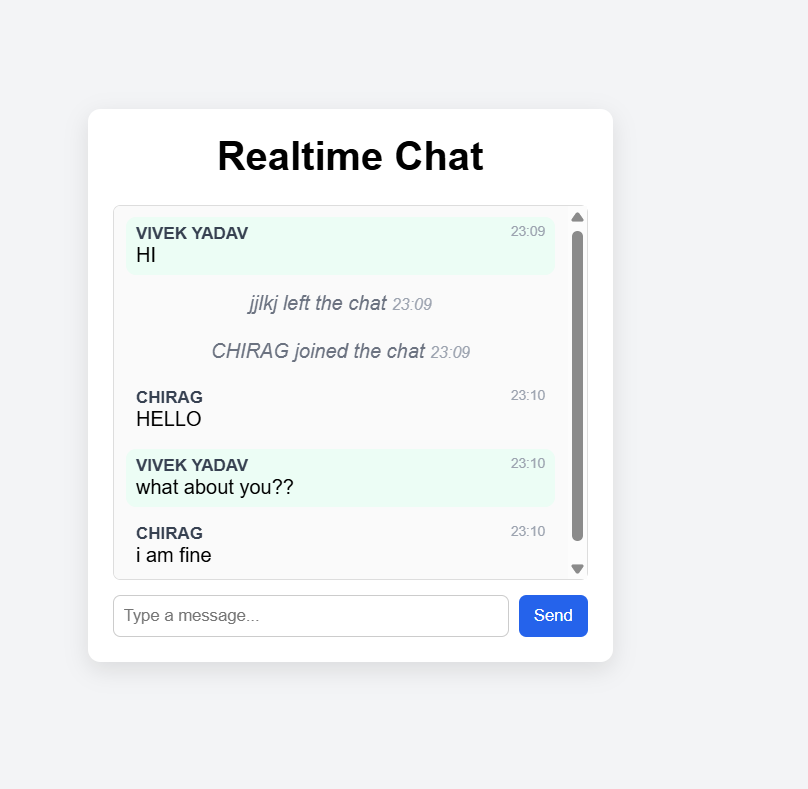 Realtime Chat
VIVEK YADAV 23:09
HI
jjlkj left the chat 23:09
CHIRAG joined the chat 23:09
CHIRAG 23:10
HELLO
VIVEK YADAV 23:10
what about you??
CHIRAG 23:10
i am fine
Type a message... Send